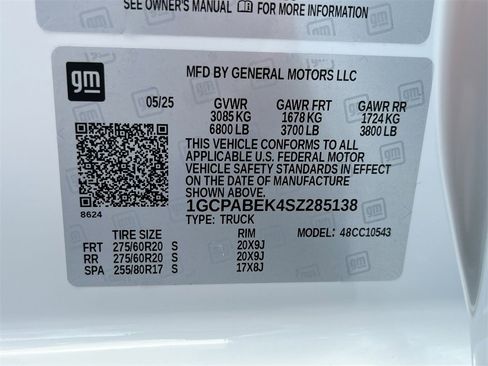 SEE OWNER'S MANUAL FOR MORE INFORMATION
gm
MFD BY GENERAL MOTORS LLC
05/25 GVWR GAWR FRT GAWR RR
3085 KG 1678 KG 1724 KG
6800 LB 3700 LB 3800 LB
THIS VEHICLE CONFORMS TO ALL
APPLICABLE U.S. FEDERAL MOTOR
VEHICLE SAFETY STANDARDS IN EFFECT
ON THE DATE OF MANUFACTURE
SHOWN ABOVE.
8624
1GCPABEK4SZ285138
TYPE: TRUCK
TIRE SIZE RIM MODEL: 48CC10543
FRT 275/60R20 S 20X9J
RR 275/60R20 S 20X9J
SPA 255/80R17 S 17X8J